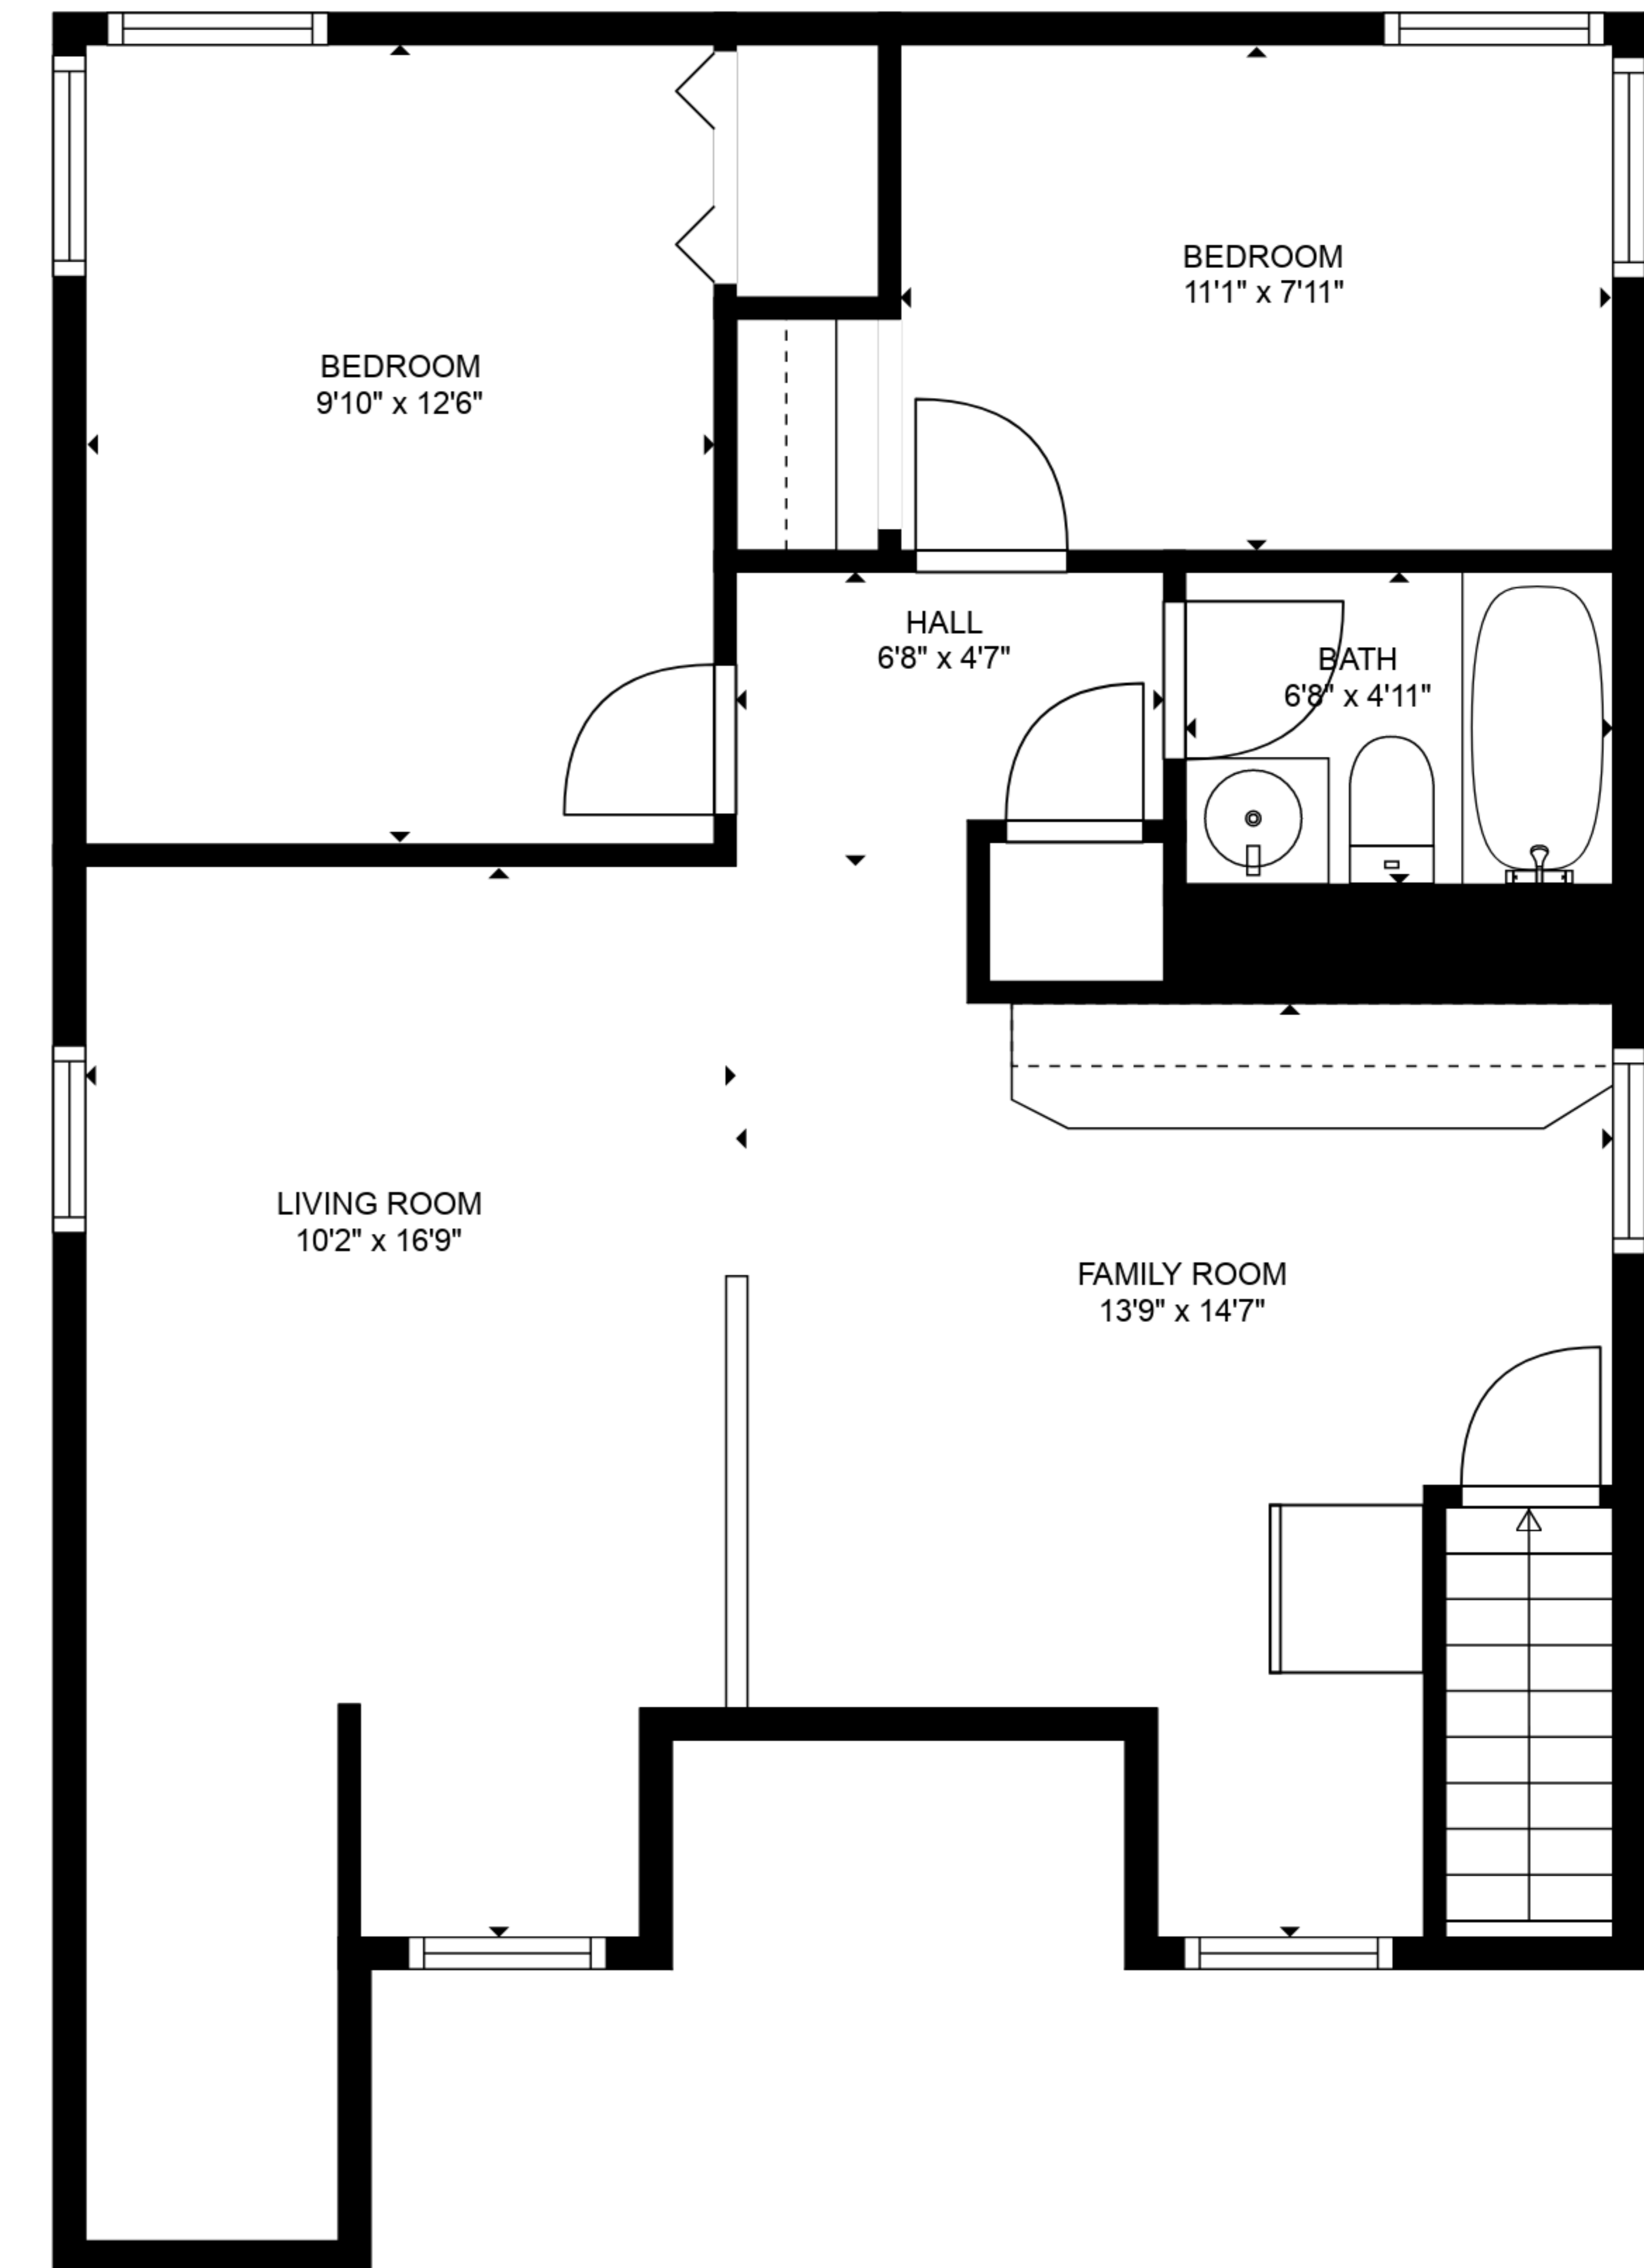 BEDROOM
11'1" x 7'11"
BEDROOM
9'10" x 12'6"
HALL
6'8" x 4'7"
BATH
6'8" x 4'11"
LIVING ROOM
10'2" x 16'9"
FAMILY ROOM
13'9" x 14'7"